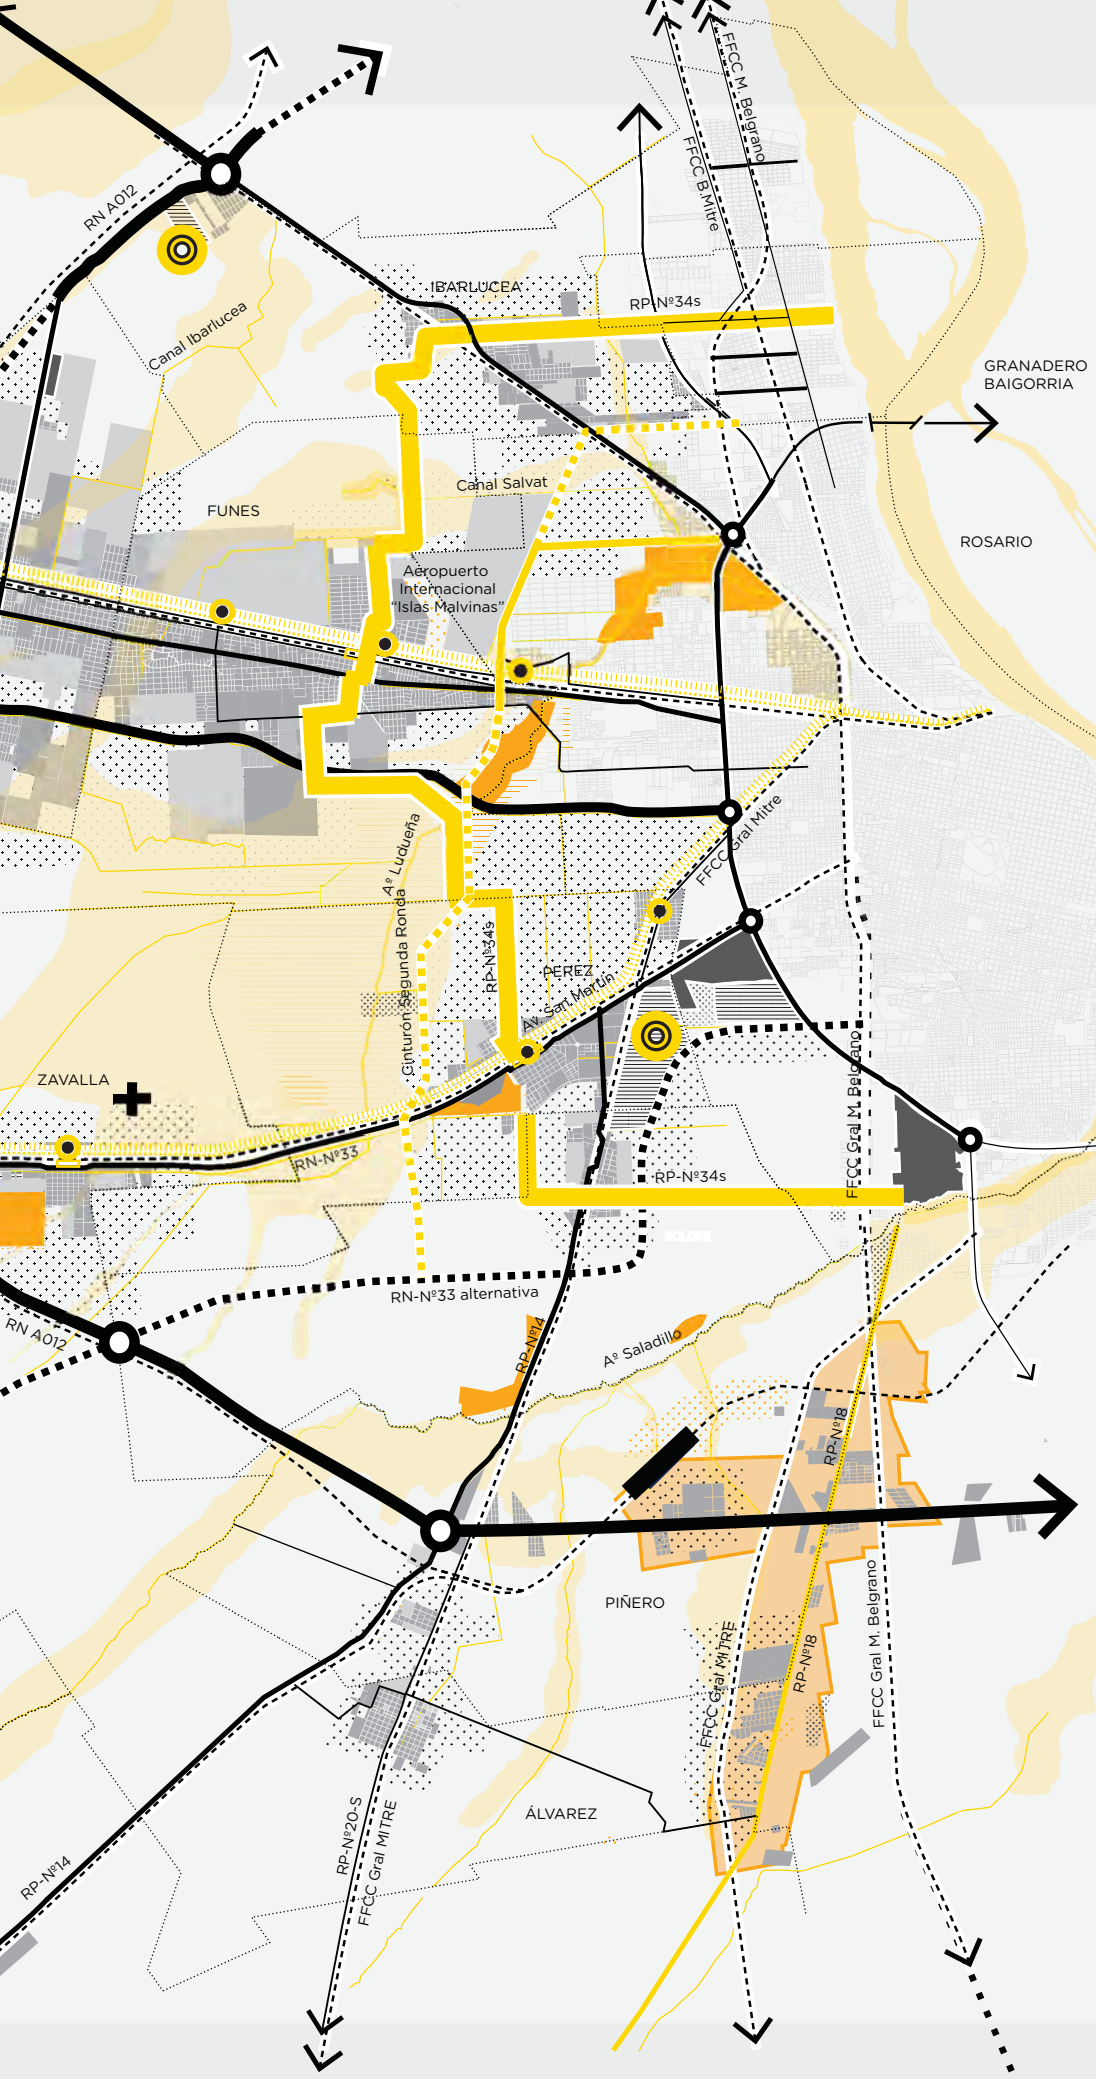 FFCC M. Belgrano
FFCC B.Mitre
RN A012
Canal Ibarlucea
IBARLUCEA
RP-Nº34s
GRANADERO
BAIGORRIA
Canal Salvat
FUNES
ROSARIO
Aeropuerto
Internacional
"Islas Malvinas"
FFCC Gral Mitre
Aº Ludueña
Cinturón Segunda Ronda
RP-Nº34s
PEREZ
Av. San Martín
ZAVALLA
FFCC Gral M. Belgrano
RN-Nº33
RP-Nº34s
SOLDINI
RN-Nº33 alternativa
RN A012
RP-Nº14
Aº Saladillo
RP-Nº18
PIÑERO
FFCC Gral M. Belgrano
FFCC Gral MITRE
RP-Nº18
ÁLVAREZ
RP-Nº20-S
FFCC Gral MITRE
RP-Nº14